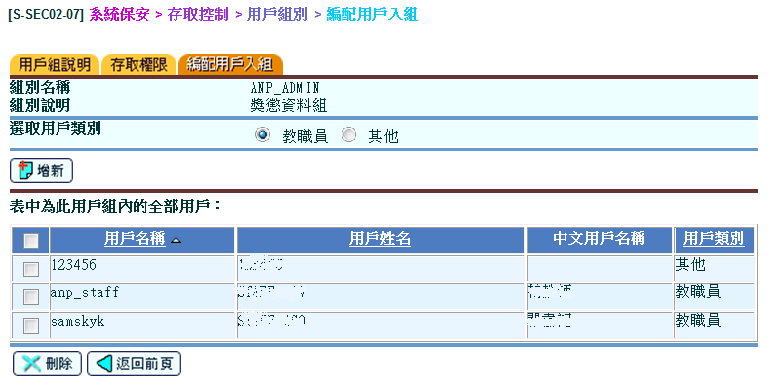 [S-SEC02-07] 系統保安 > 存取控制 > 用戶組別 > 編配用戶入組
用戶組說明 存取權限 編配用戶入組
組別名稱 ANP_ADMIN
組別說明 獎懲資料組
選取用戶類別 教職員 其他
增新
表中為此用戶組內的全部用戶：
用戶名稱 用戶姓名 中文用戶名稱 用戶類別
123456 其他
anp_staff 教職員
samskyk 教職員
刪除 返回前頁